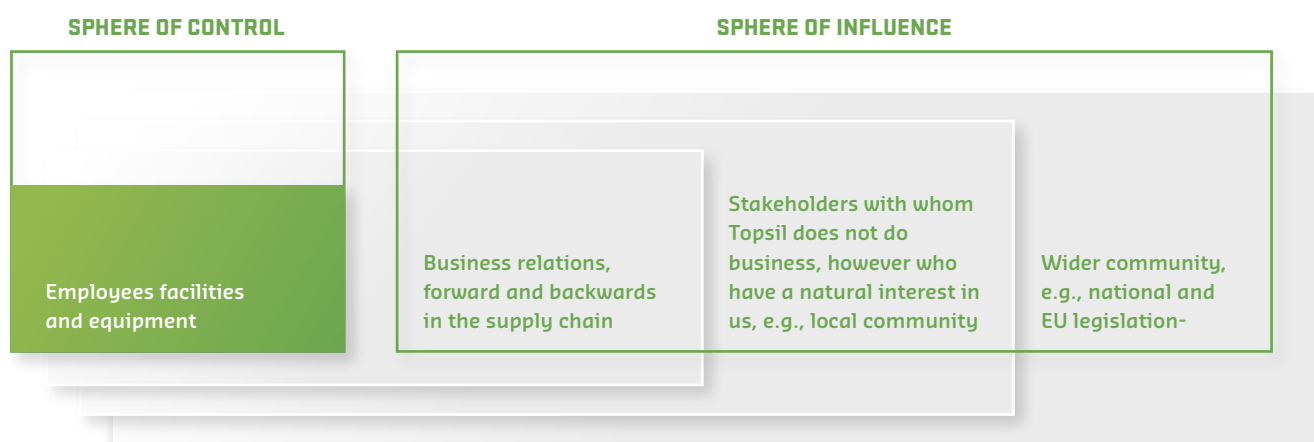 SPHERE OF CONTROL
SPHERE OF INFLUENCE
Employees facilities
and equipment
Business relations,
forward and backwards
in the supply chain
Stakeholders with whom
Topsil does not do
business, however who
have a natural interest in
us, e.g., local community
Wider community,
e.g., national and
EU legislation-